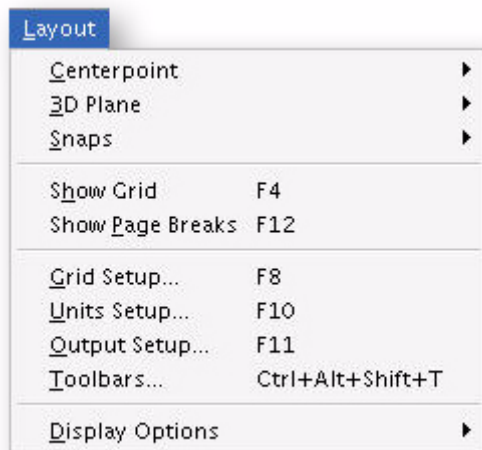 Layout
Centerpoint
3D Plane
Snaps
Show Grid F4
Show Page Breaks F12
Grid Setup... F8
Units Setup... F10
Output Setup... F11
Toolbars... Ctrl+Alt+Shift+T
Display Options